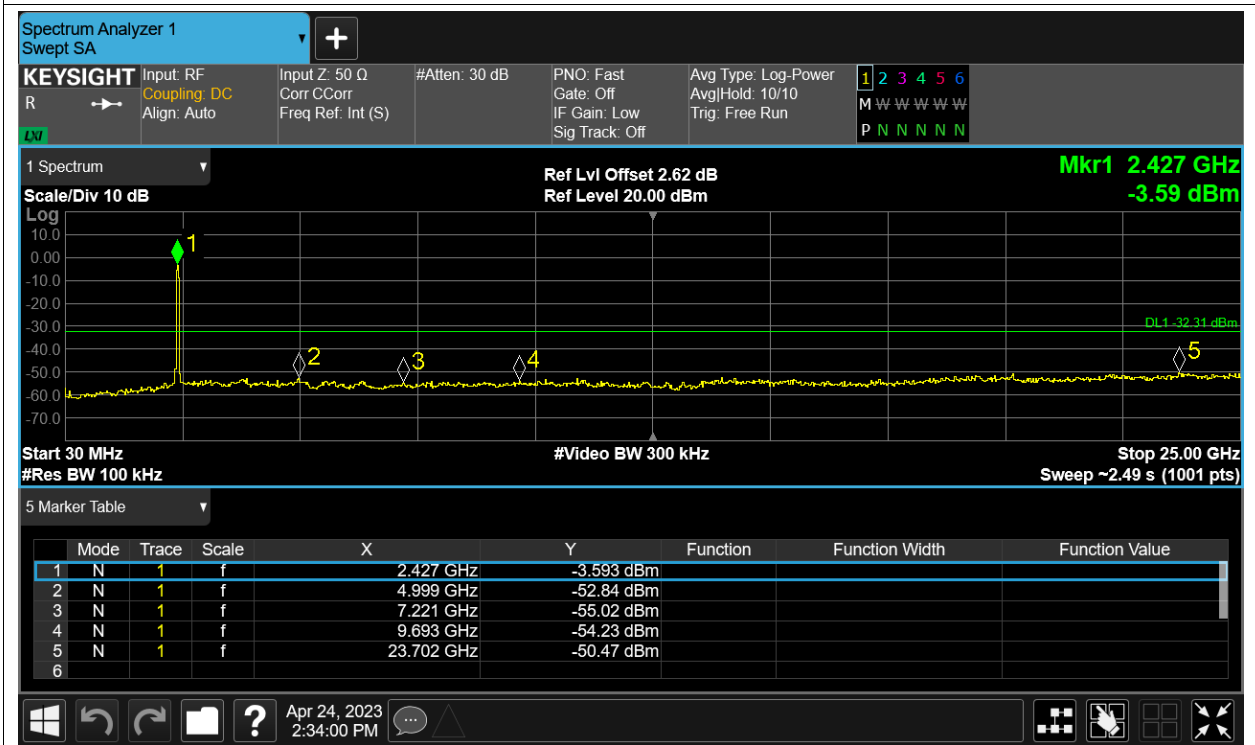 Spectrum Analyzer 1
Swept SA
+
KEYSIGHT
R
LXI
Input: RF
Coupling: DC
Align: Auto
Input Z: 50 Ω
Corr CCorr
Freq Ref: Int (S)
#Atten: 30 dB
PNO: Fast
Gate: Off
IF Gain: Low
Sig Track: Off
Avg Type: Log-Power
Avg|Hold: 10/10
Trig: Free Run
1 2 3 4 5 6
M W W W W W
P N N N N N
1 Spectrum
Scale/Div 10 dB
Ref Lvl Offset 2.62 dB
Ref Level 20.00 dBm
Mkr1 2.427 GHz
-3.59 dBm
Log
10.0
0.00
-10.0
-20.0
-30.0
-40.0
-50.0
-60.0
-70.0
1
2
3
4
5
DL1 -32.31 dBm
Start 30 MHz
#Res BW 100 kHz
#Video BW 300 kHz
Stop 25.00 GHz
Sweep ~2.49 s (1001 pts)
5 Marker Table
Mode Trace Scale X Y Function Function Width Function Value
1 N 1 f 2.427 GHz -3.593 dBm
2 N 1 f 4.999 GHz -52.84 dBm
3 N 1 f 7.221 GHz -55.02 dBm
4 N 1 f 9.693 GHz -54.23 dBm
5 N 1 f 23.702 GHz -50.47 dBm
6
?
Apr 24, 2023
2:34:00 PM